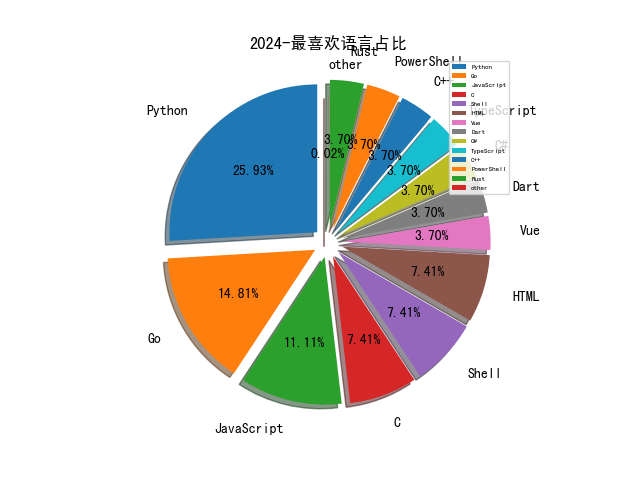 2024-最喜欢语言占比
Rust
other
PowerShell
C++
TypeScript
C#
Dart
Vue
HTML
Shell
C
JavaScript
Go
Python
25.93%
14.81%
11.11%
7.41%
7.41%
7.41%
3.70%
3.70%
3.70%
3.70%
3.70%
3.70%
3.70%
0.02%
Python
Go
JavaScript
C
Shell
HTML
Vue
Dart
C#
TypeScript
C++
PowerShell
Rust
other